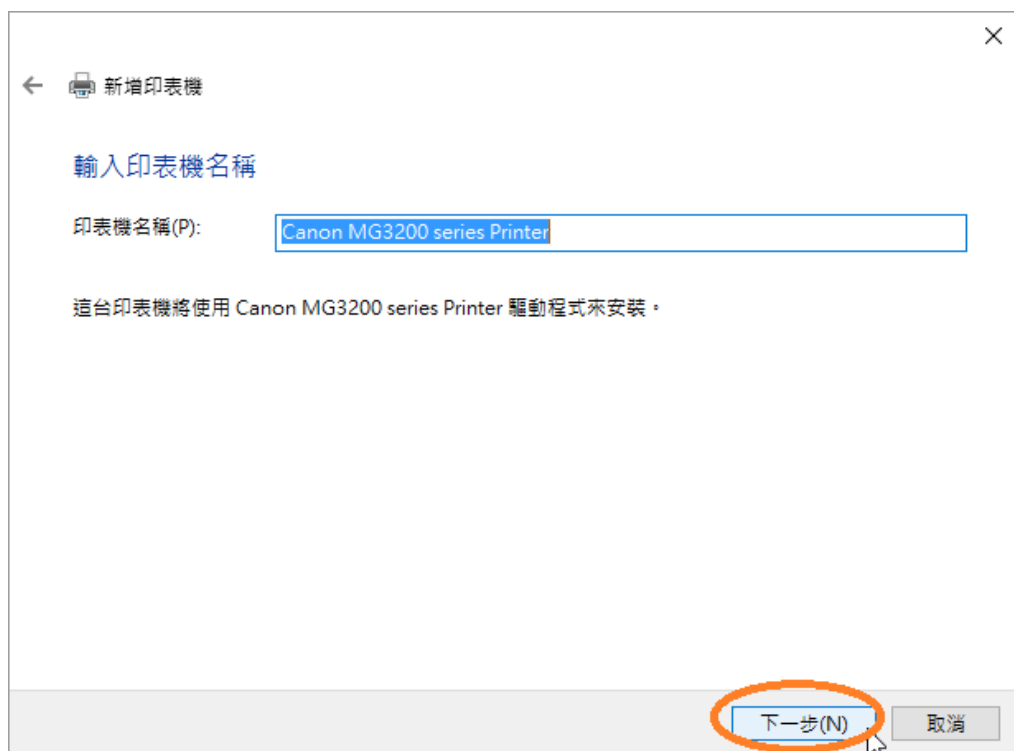 新增印表機
輸入印表機名稱
印表機名稱(P):
Canon MG3200 series Printer
這台印表機將使用 Canon MG3200 series Printer 驅動程式來安裝。
下一步(N)
取消